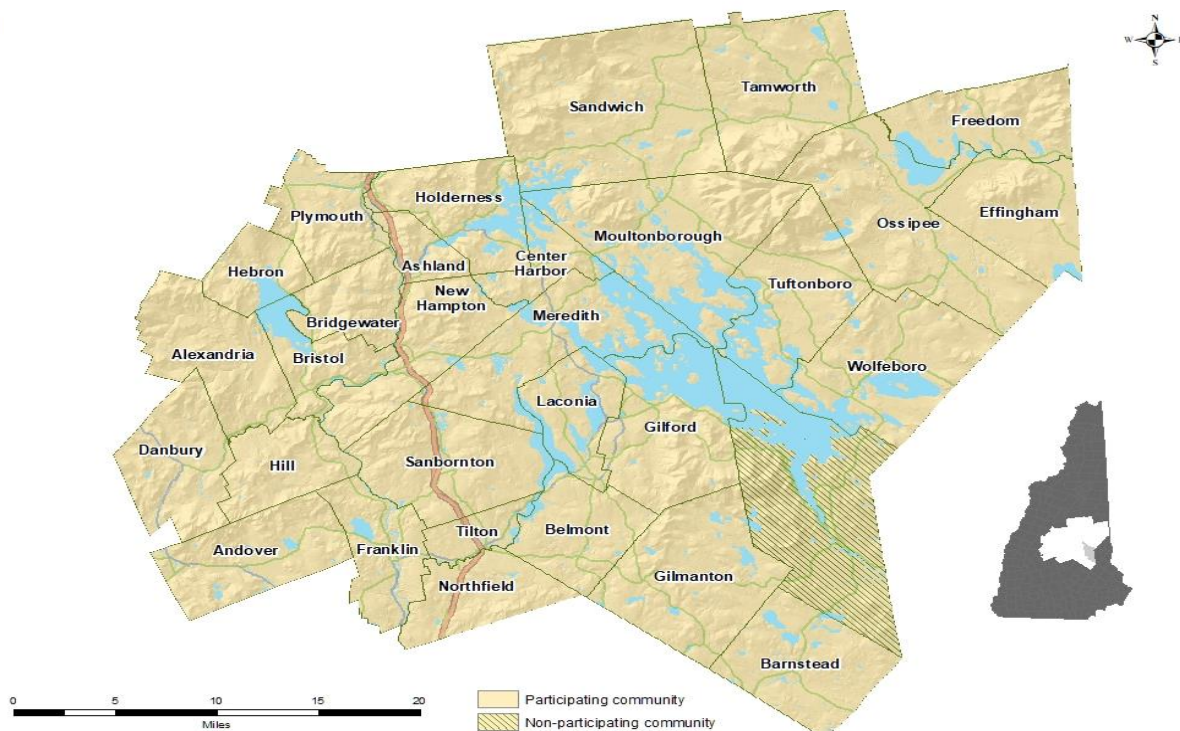 N
W E
S
Sandwich
Tamworth
Freedom
Holderness
Plymouth
Effingham
Ossipee
Moultonborough
Ashland
Center
Harbor
Hebron
Tuftonboro
New
Hampton
Meredith
Bridgewater
Alexandria
Bristol
Wolfeboro
Laconia
Gilford
Danbury
Hill
Sanbornton
Tilton
Belmont
Andover
Franklin
Gilmanton
Northfield
Barnstead
0 5 10 15 20
Miles
Participating community
Non-participating community